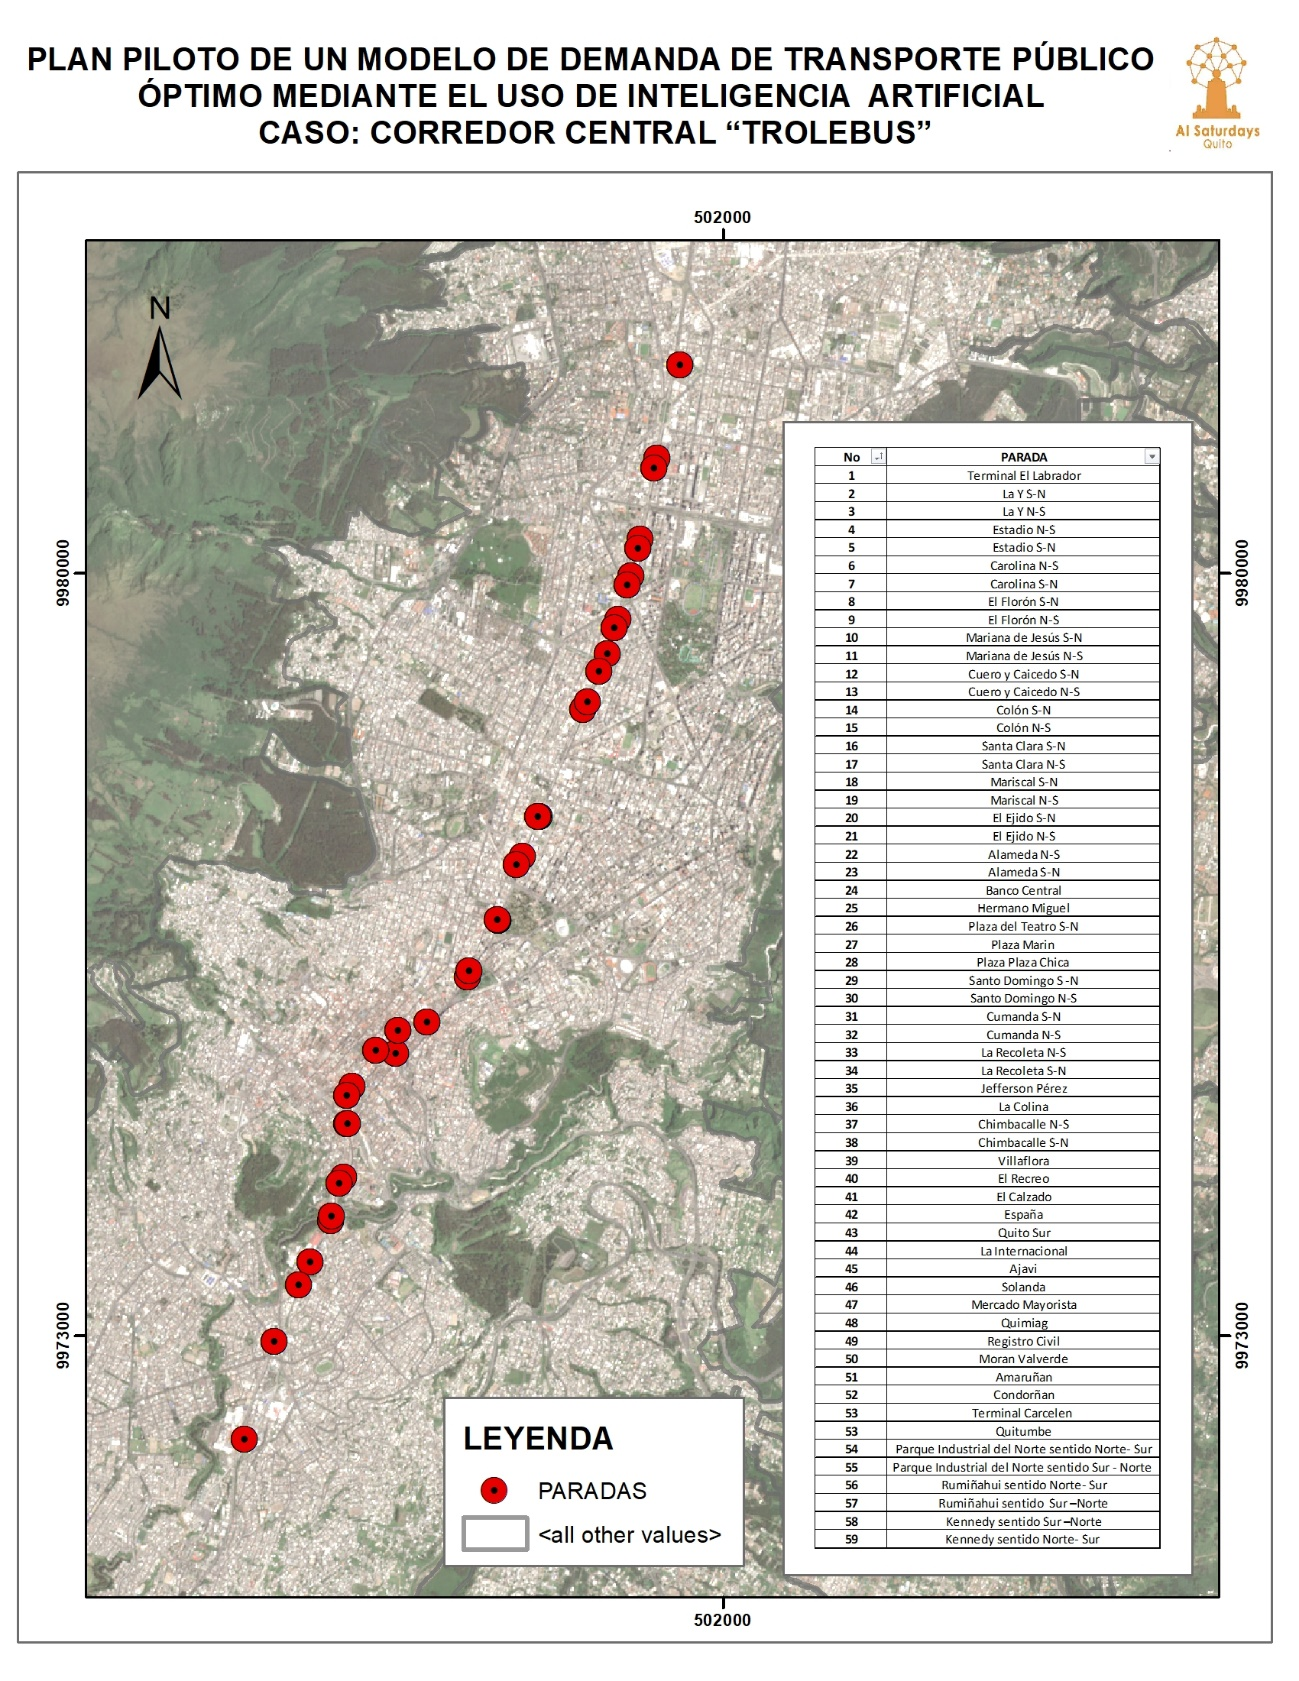 PLAN PILOTO DE UN MODELO DE DEMANDA DE TRANSPORTE PÚBLICO
ÓPTIMO MEDIANTE EL USO DE INTELIGENCIA ARTIFICIAL
CASO: CORREDOR CENTRAL “TROLEBUS”
AI Saturdays
Quito
502000
N
9980000
9980000
9973000
9973000
No PARADA
1 Terminal El Labrador
2 La Y S-N
3 La Y N-S
4 Estadio N-S
5 Estadio S-N
6 Carolina N-S
7 Carolina S-N
8 El Florón S-N
9 El Florón N-S
10 Mariana de Jesús S-N
11 Mariana de Jesús N-S
12 Cuero y Caicedo S-N
13 Cuero y Caicedo N-S
14 Colón S-N
15 Colón N-S
16 Santa Clara S-N
17 Santa Clara N-S
18 Mariscal S-N
19 Mariscal N-S
20 El Ejido S-N
21 El Ejido N-S
22 Alameda N-S
23 Alameda S-N
24 Banco Central
25 Hermano Miguel
26 Plaza del Teatro S-N
27 Plaza Marin
28 Plaza Plaza Chica
29 Santo Domingo S -N
30 Santo Domingo N-S
31 Cumanda S-N
32 Cumanda N-S
33 La Recoleta N-S
34 La Recoleta S-N
35 Jefferson Pérez
36 La Colina
37 Chimbacalle N-S
38 Chimbacalle S-N
39 Villaflora
40 El Recreo
41 El Calzado
42 España
43 Quito Sur
44 La Internacional
45 Ajavi
46 Solanda
47 Mercado Mayorista
48 Quimiag
49 Registro Civil
50 Moran Valverde
51 Amaruñan
52 Condorñan
53 Terminal Carcelen
53 Quitumbe
54 Parque Industrial del Norte sentido Norte- Sur
55 Parque Industrial del Norte sentido Sur - Norte
56 Rumiñahui sentido Norte- Sur
57 Rumiñahui sentido Sur –Norte
58 Kennedy sentido Sur –Norte
59 Kennedy sentido Norte- Sur
LEYENDA
PARADAS
<all other values>
502000